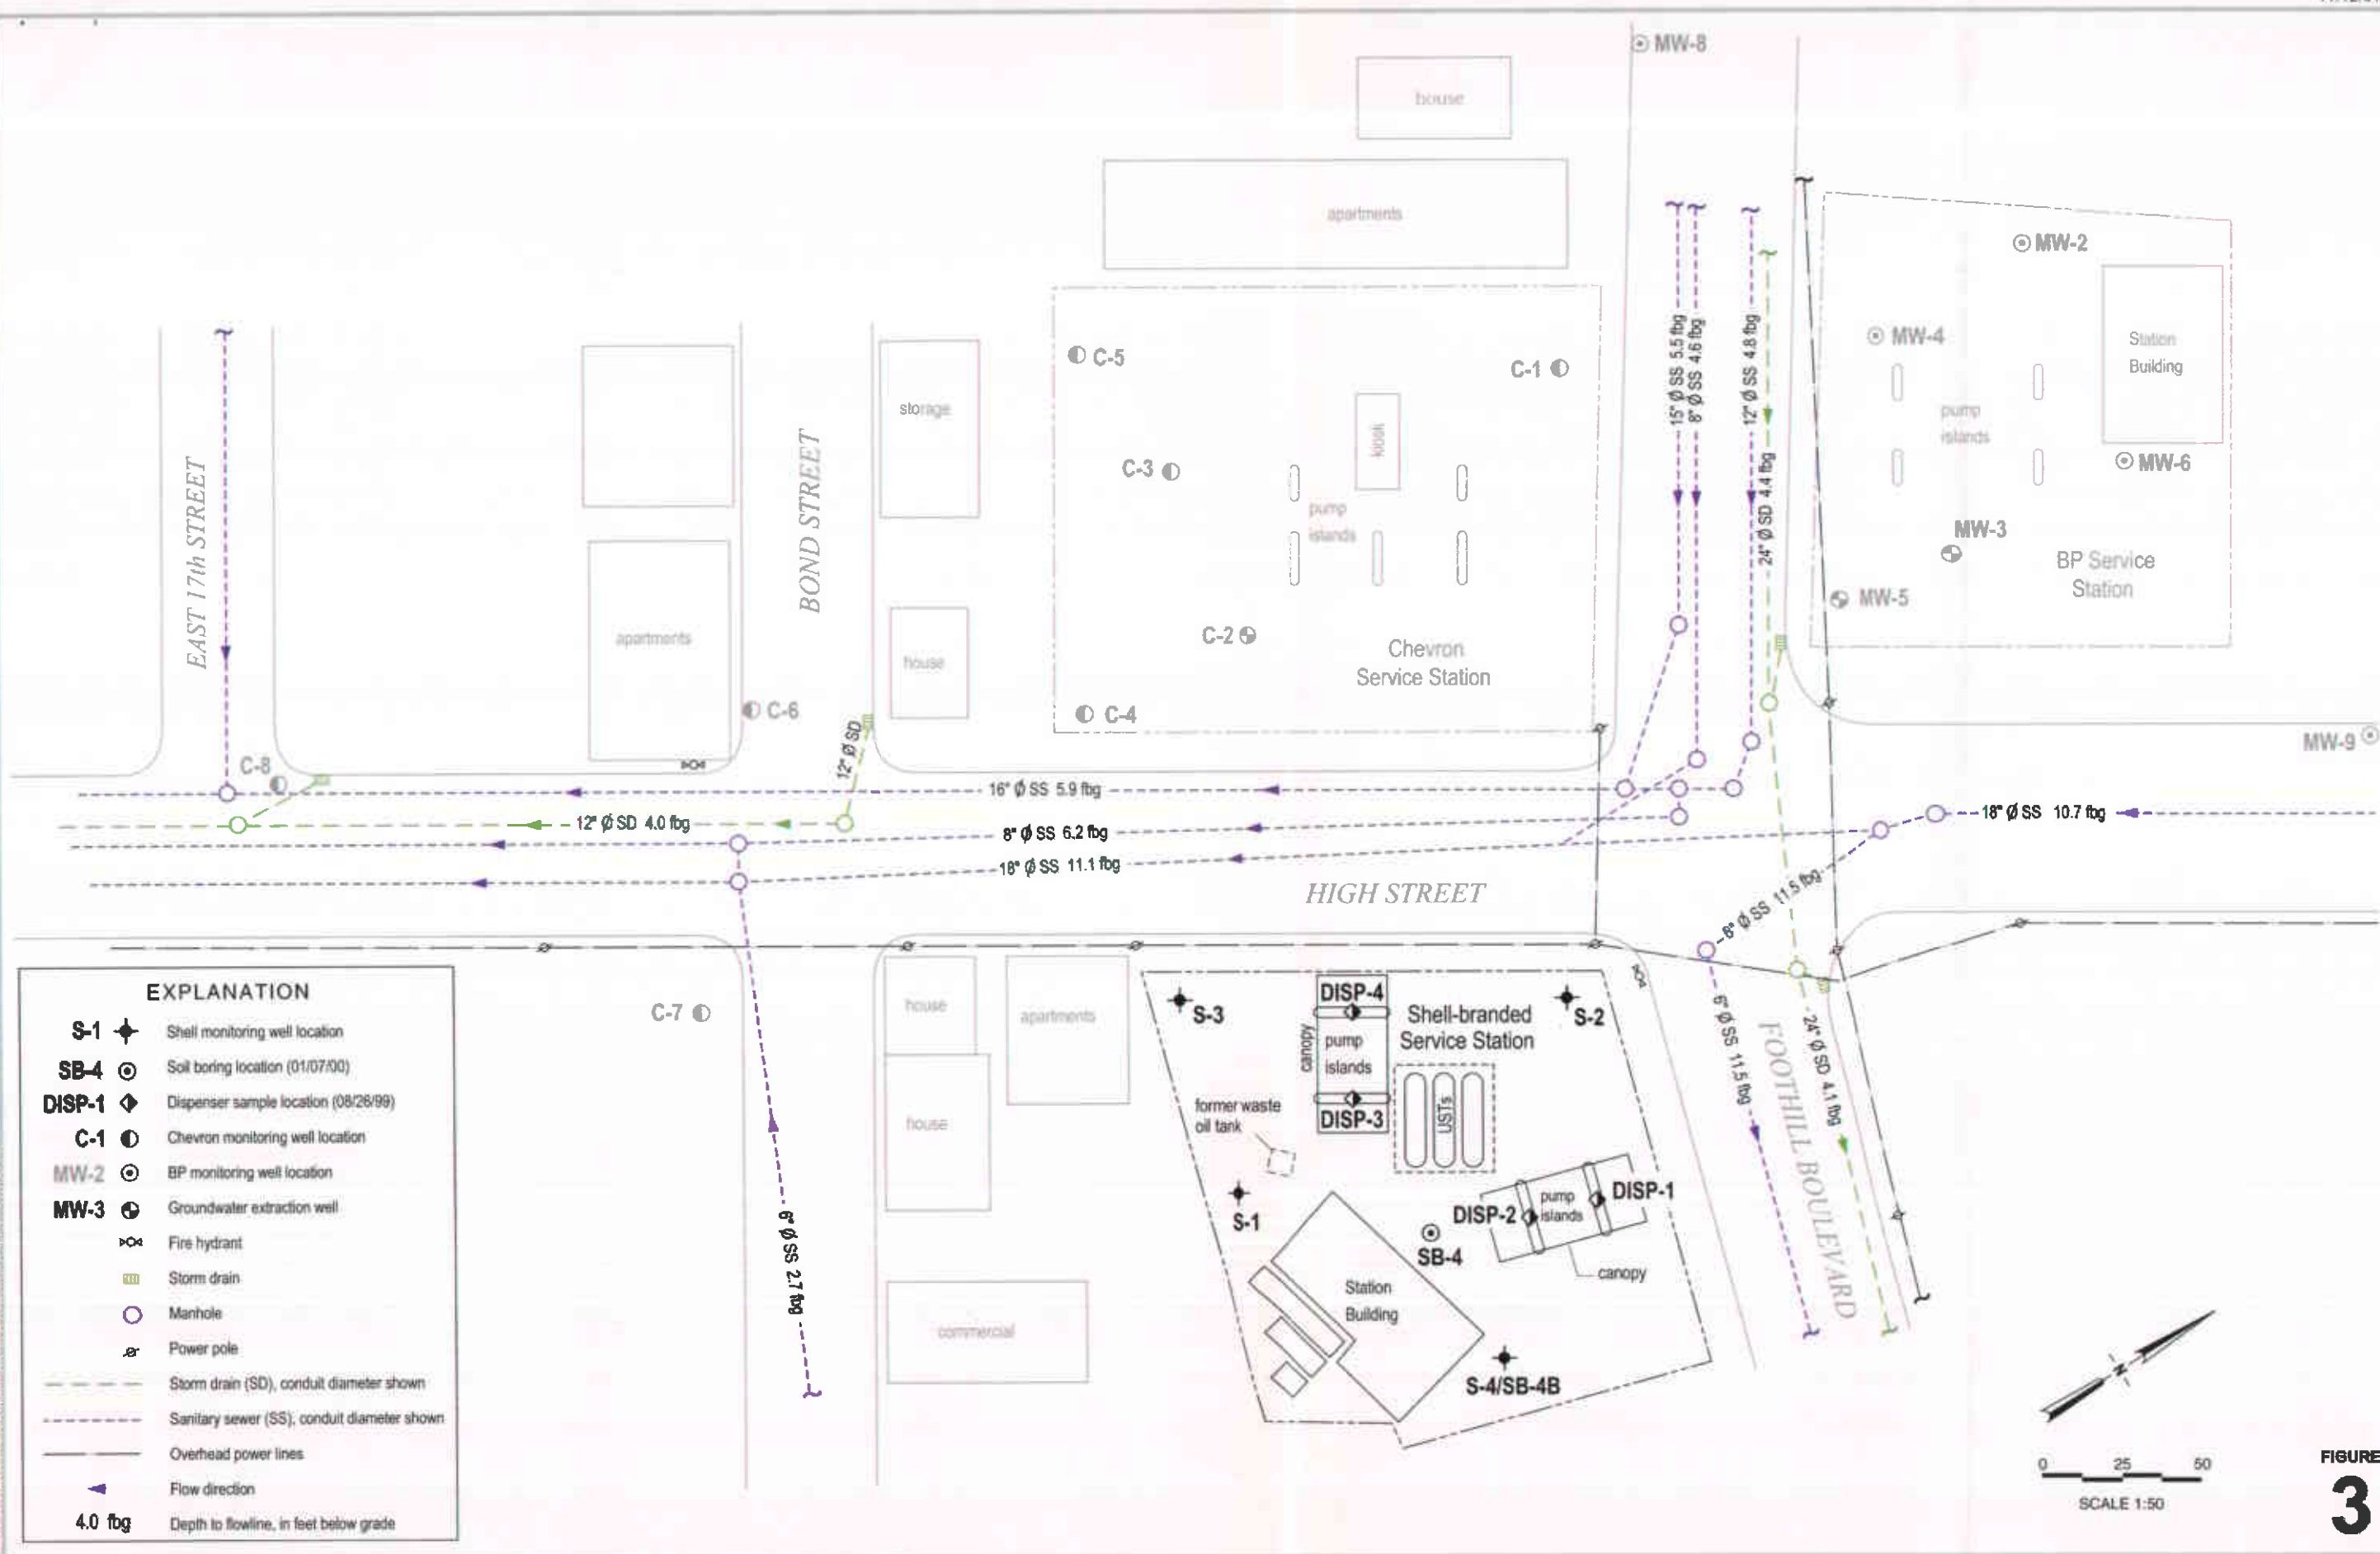 MW-8
house
apartments
MW-2
MW-4
Station
Building
pump
islands
MW-6
MW-3
BP Service
Station
MW-5
MW-9
15" Ø SS 5.5 fbg
8" Ø SS 4.6 fbg
12" Ø SS 4.8 fbg
24" Ø SD 4.4 fbg
C-5
C-1
kiosk
C-3
pump
islands
C-2
Chevron
Service Station
C-4
storage
house
BOND STREET
apartments
C-6
EAST 17th STREET
C-8
12" Ø SD
16" Ø SS 5.9 fbg
12" Ø SD 4.0 fbg
8" Ø SS 6.2 fbg
18" Ø SS 11.1 fbg
18" Ø SS 10.7 fbg
HIGH STREET
6" Ø SS 11.5 fbg
6" Ø SS 11.5 fbg
24" Ø SD 4.1 fbg
FOOTHILL BOULEVARD
C-7
house
apartments
house
commercial
6" Ø SS 2.7 fbg
S-3
DISP-4
canopy
pump
islands
DISP-3
Shell-branded
Service Station
S-2
USTs
former waste
oil tank
S-1
DISP-1
DISP-2
pump
islands
SB-4
canopy
Station
Building
S-4/SB-4B
EXPLANATION
S-1 Shell monitoring well location
SB-4 Soil boring location (01/07/00)
DISP-1 Dispenser sample location (08/26/99)
C-1 Chevron monitoring well location
MW-2 BP monitoring well location
MW-3 Groundwater extraction well
Fire hydrant
Storm drain
Manhole
Power pole
Storm drain (SD), conduit diameter shown
Sanitary sewer (SS), conduit diameter shown
Overhead power lines
Flow direction
4.0 fbg Depth to flowline, in feet below grade
N
0 25 50
SCALE 1:50
FIGURE
3